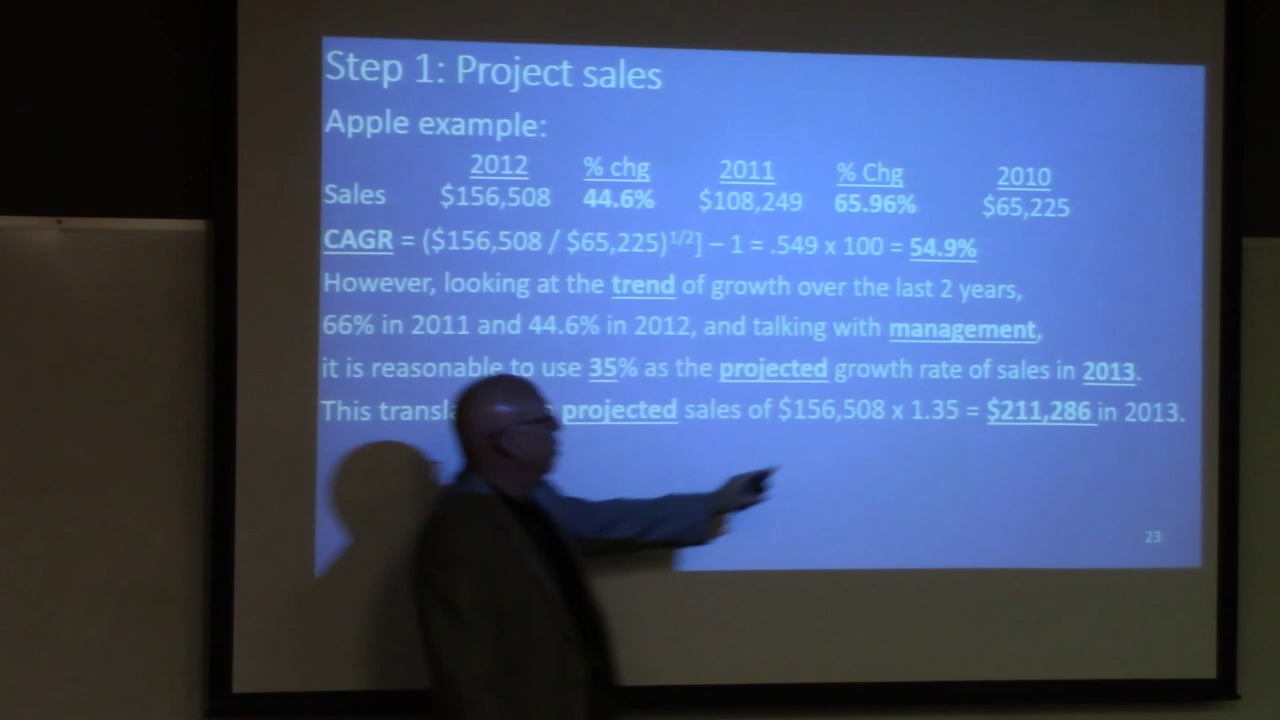 Step 1: Project sales
Apple example:
2012 % chg 2011 % Chg 2010
Sales $156,508 44.6% $108,249 65.96% $65,225
CAGR = ($156,508 / $65,225)^1/2] – 1 = .549 x 100 = 54.9%
However, looking at the trend of growth over the last 2 years,
66% in 2011 and 44.6% in 2012, and talking with management,
it is reasonable to use 35% as the projected growth rate of sales in 2013.
This projected sales of $156,508 x 1.35 = $211,286 in 2013.
23